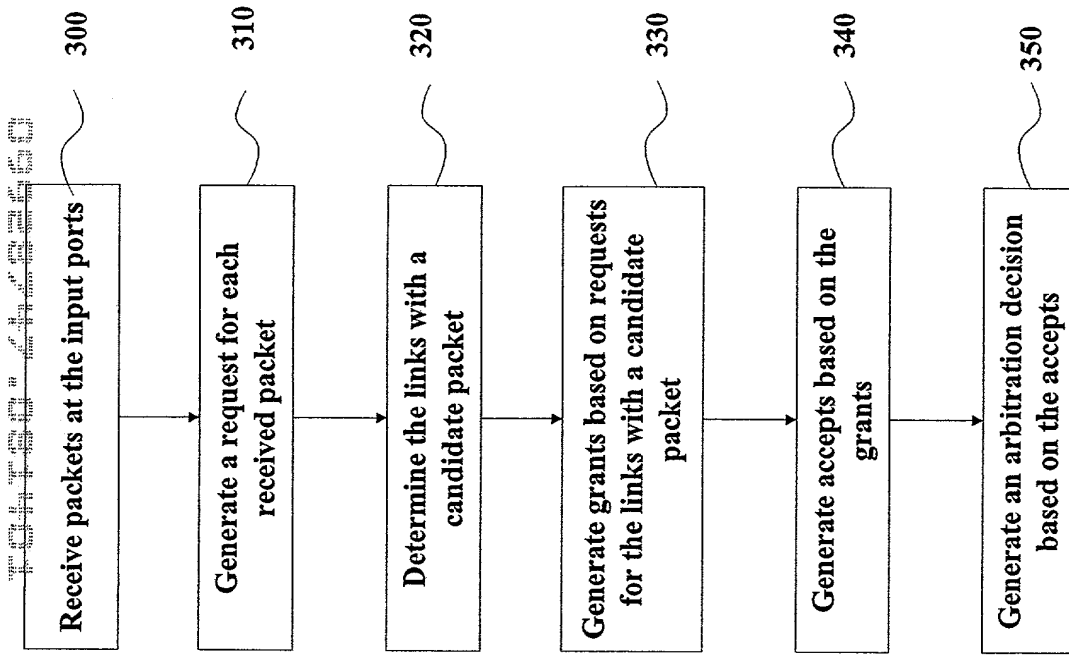 Receive packets at the input ports
300
Generate a request for each
received packet
310
Determine the links with a
candidate packet
320
Generate grants based on requests
for the links with a candidate
packet
330
Generate accepts based on the
grants
340
Generate an arbitration decision
based on the accepts
350